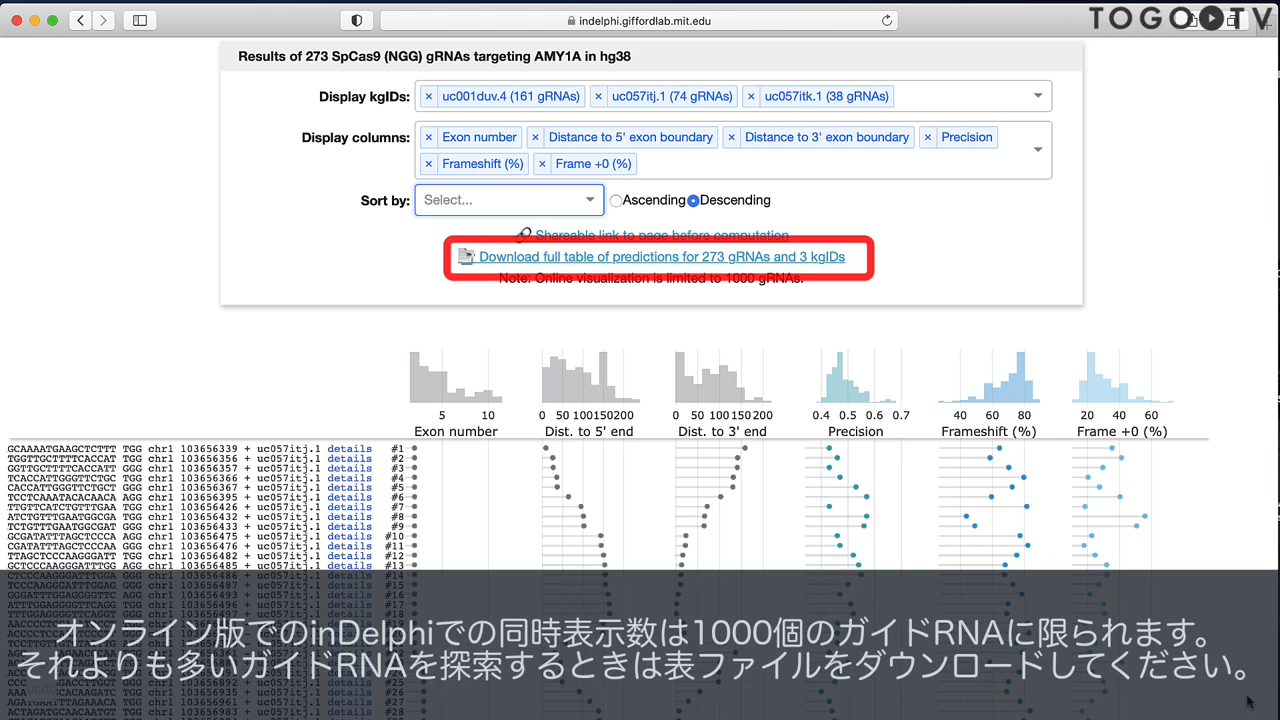 indelphi.giffordlab.mit.edu
TOGO TV
Results of 273 SpCas9 (NGG) gRNAs targeting AMY1A in hg38
Display kgIDs: × uc001duv.4 (161 gRNAs) × uc057itj.1 (74 gRNAs) × uc057itk.1 (38 gRNAs)
Display columns: × Exon number × Distance to 5' exon boundary × Distance to 3' exon boundary × Precision
× Frameshift (%) × Frame +0 (%)
Sort by: Select... Ascending Descending
Shareable link to page before computation
Download full table of predictions for 273 gRNAs and 3 kgIDs
Note: Online visualization is limited to 1000 gRNAs.
5 10 0 50 100 150 200 0 50 100 150 200 0.4 0.5 0.6 0.7 40 60 80 20 40 60
Exon number Dist. to 5' end Dist. to 3' end Precision Frameshift (%) Frame +0 (%)
GCAAAATGAAGCTCTTT TGG chr1 103656339 + uc057itj.1 details #1
TGGTTGCTTTTCACCAT TGG chr1 103656356 + uc057itj.1 details #2
GGTTGCTTTTCACCATT GGG chr1 103656357 + uc057itj.1 details #3
TCACCATTGGGTTCTGC TGG chr1 103656366 + uc057itj.1 details #4
CACCATTGGGTTCTGCT GGG chr1 103656367 + uc057itj.1 details #5
TCCTCAAATACACAACA AGG chr1 103656395 + uc057itj.1 details #6
TTGTTCATCTGTTTGAA TGG chr1 103656426 + uc057itj.1 details #7
ATCTGTTTGAATGGCGA TGG chr1 103656432 + uc057itj.1 details #8
TCTGTTTGAATGGCGAT GGG chr1 103656433 + uc057itj.1 details #9
GCGATATTTAGCTCCCA AGG chr1 103656475 + uc057itj.1 details #10
CGATATTTAGCTCCCAA GGG chr1 103656476 + uc057itj.1 details #11
TTAGCTCCCAAGGGATT TGG chr1 103656482 + uc057itj.1 details #12
GCTCCCAAGGGATTTGG AGG chr1 103656485 + uc057itj.1 details #13
CTCCCAAGGGATTTGGA GGG chr1 103656486 + uc057itj.1 details #14
オンライン版でのinDelphiでの同時表示数は1000個のガイドRNAに限られます。
それよりも多いガイドRNAを探索するときは表ファイルをダウンロードしてください。